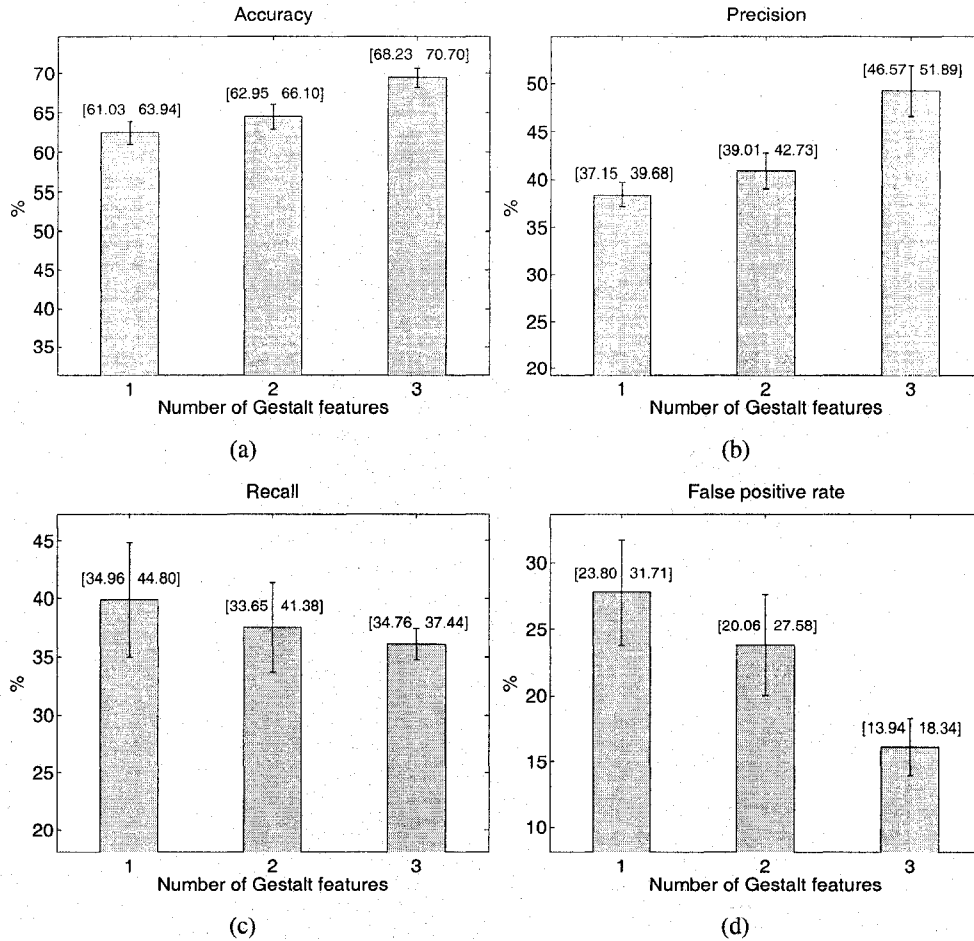 Accuracy
%
70
65
60
55
50
45
40
35
[61.03 63.94]
[62.95 66.10]
[68.23 70.70]
1 2 3
Number of Gestalt features
(a)
Precision
%
50
45
40
35
30
25
20
[37.15 39.68]
[39.01 42.73]
[46.57 51.89]
1 2 3
Number of Gestalt features
(b)
Recall
%
45
40
35
30
25
20
[34.96 44.80]
[33.65 41.38]
[34.76 37.44]
1 2 3
Number of Gestalt features
(c)
False positive rate
%
30
25
20
15
10
[23.80 31.71]
[20.06 27.58]
[13.94 18.34]
1 2 3
Number of Gestalt features
(d)